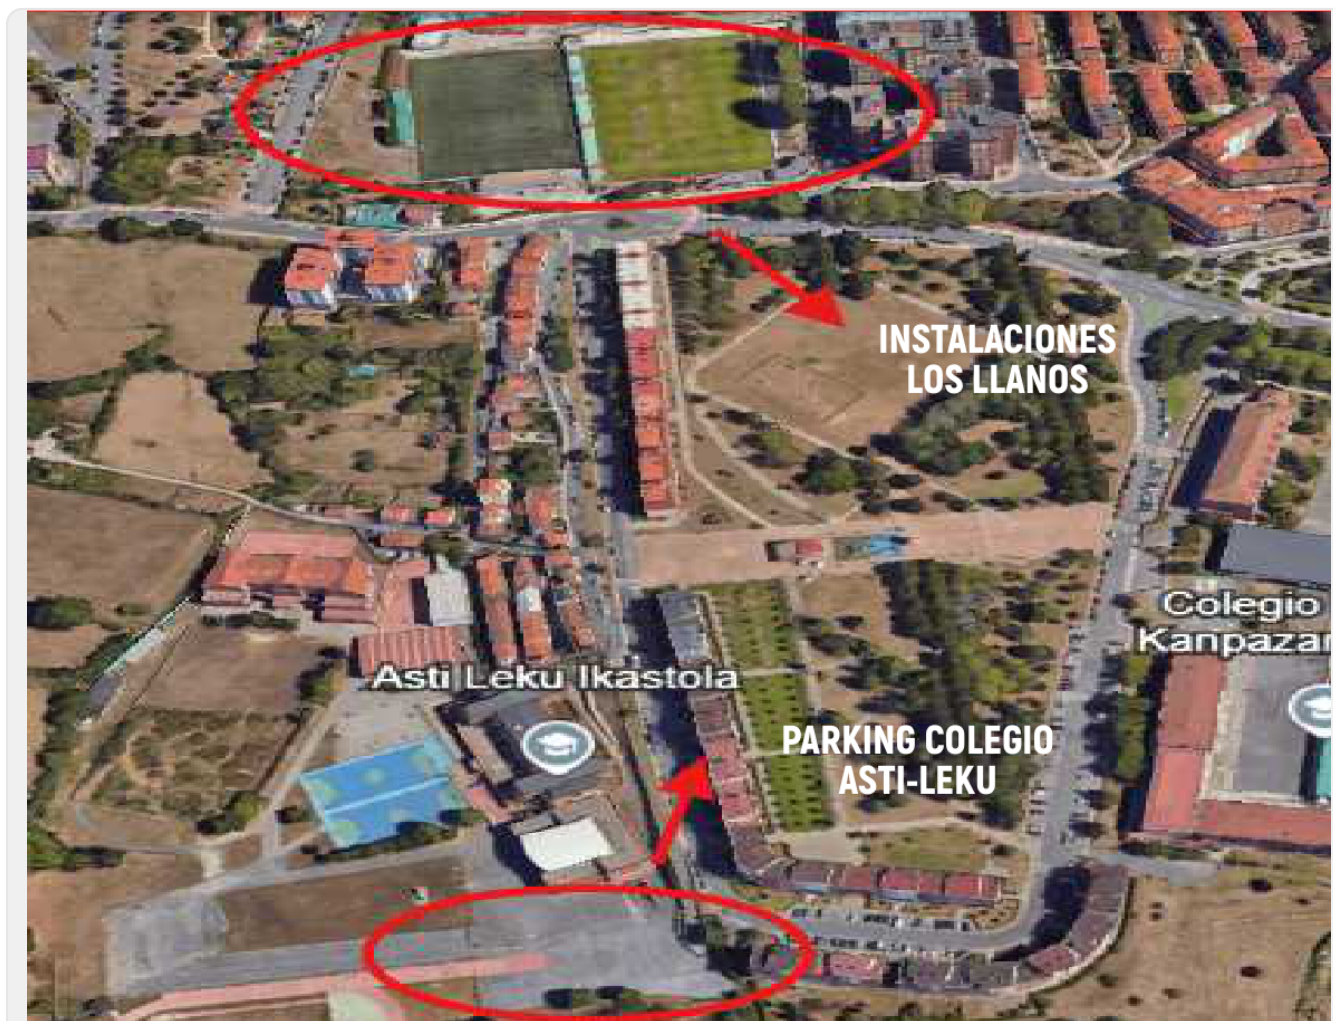 INSTALACIONES
LOS LLANOS
Colegio
Kanpazar
Asti Leku Ikastola
PARKING COLEGIO
ASTI-LEKU